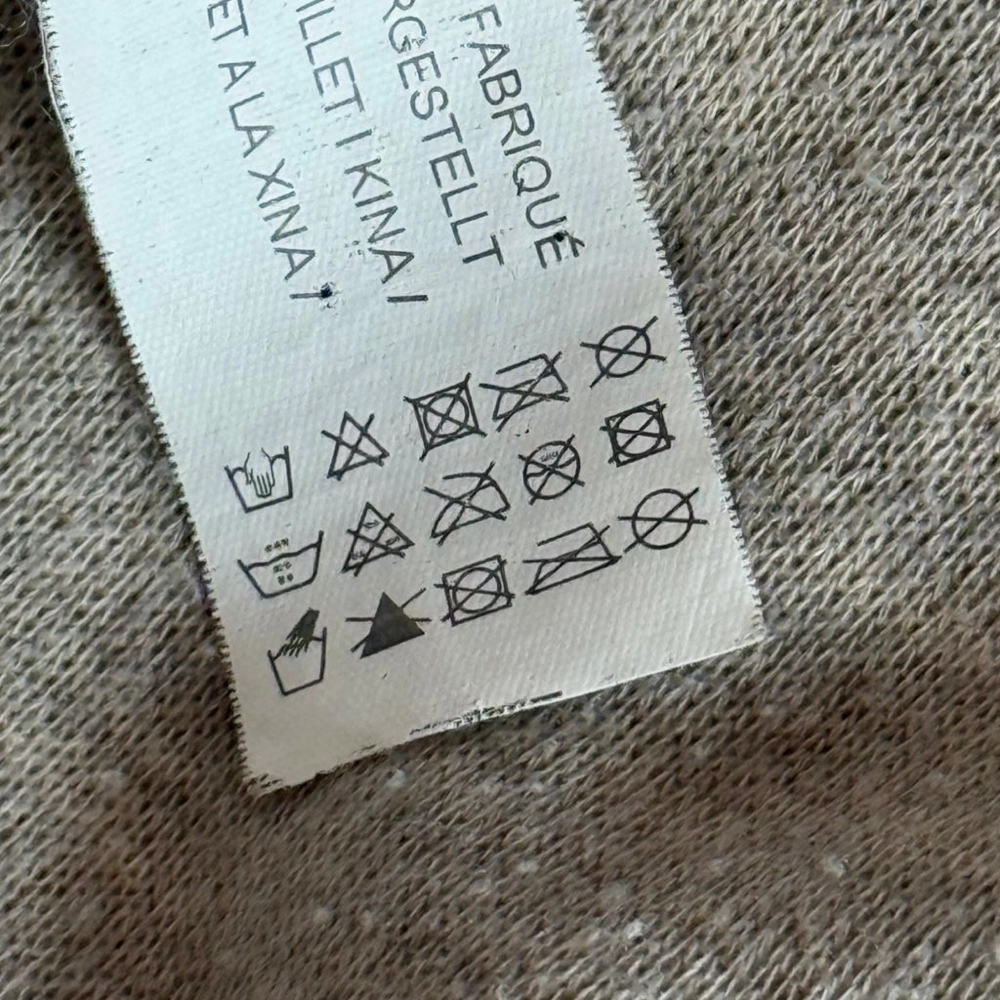 FABRIQUÉ
RGESTELLT
ILLET I KINA /
ET A LA XINA /